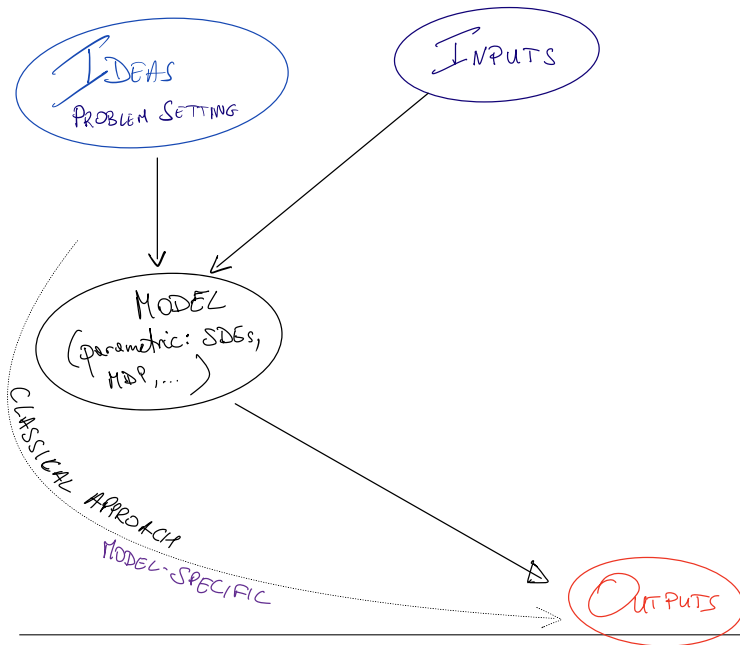 IDEAS
PROBLEM SETTING
INPUTS
MODEL
(parametric: SDEs,
MDP,...)
CLASSICAL APPROACH
MODEL-SPECIFIC
OUTPUTS